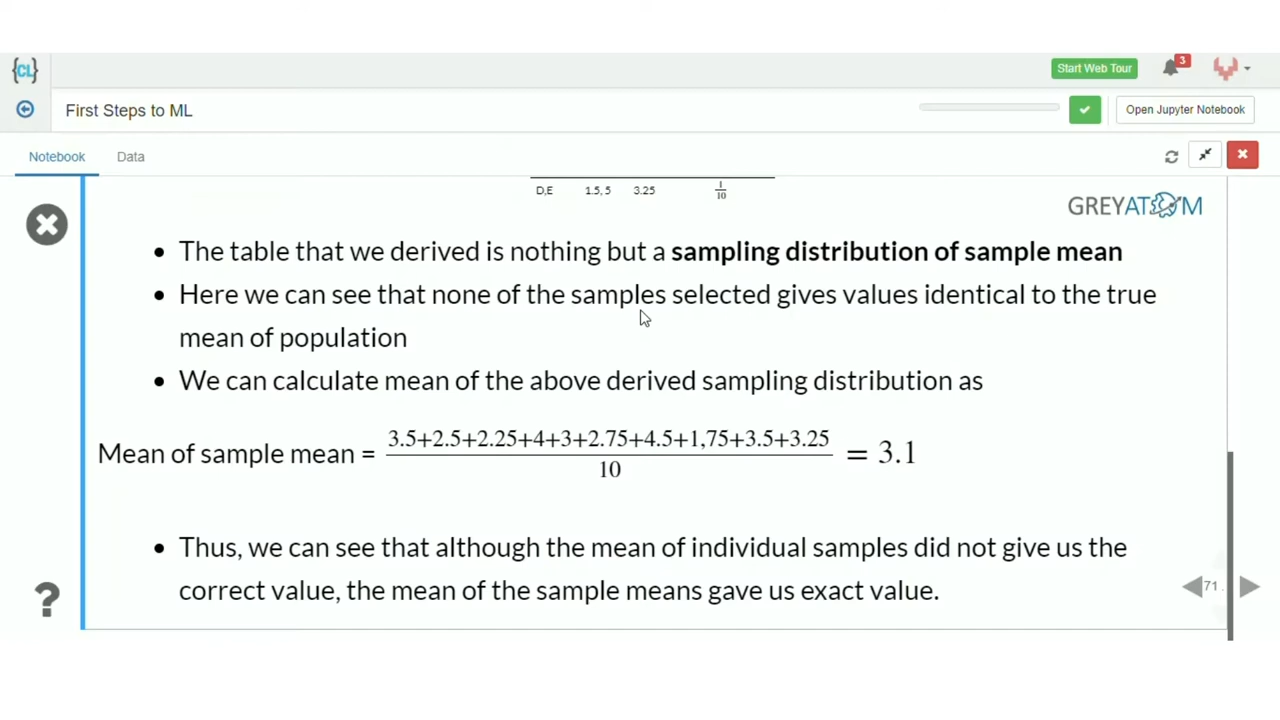 {CL}
Start Web Tour
3
First Steps to ML
Open Jupyter Notebook
Notebook
Data
D,E 1.5, 5 3.25 1/10
GREYATOM
• The table that we derived is nothing but a sampling distribution of sample mean
• Here we can see that none of the samples selected gives values identical to the true
mean of population
• We can calculate mean of the above derived sampling distribution as
3.5+2.5+2.25+4+3+2.75+4.5+1,75+3.5+3.25
Mean of sample mean = = 3.1
10
• Thus, we can see that although the mean of individual samples did not give us the
correct value, the mean of the sample means gave us exact value.
?
71